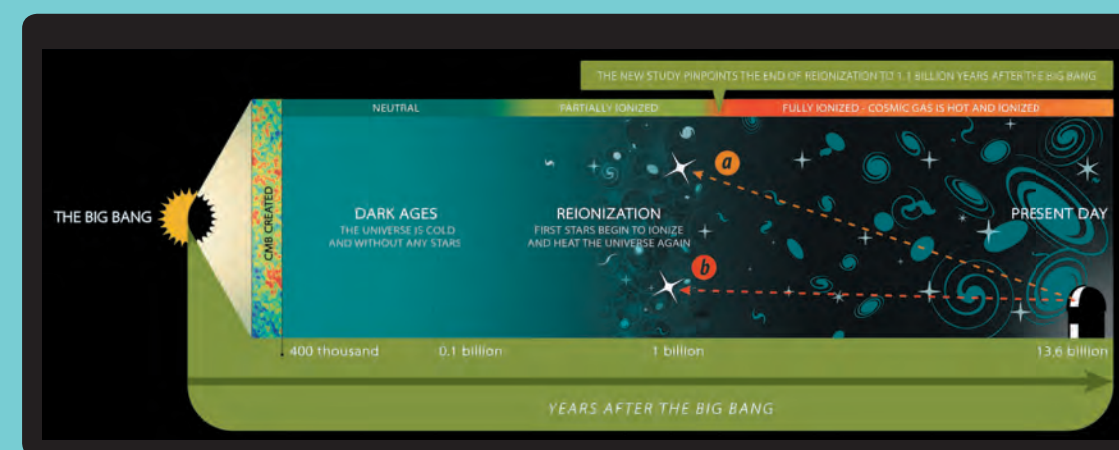 THE NEW STUDY PINPOINTS THE END OF REIONIZATION TO 1.1 BILLION YEARS AFTER THE BIG BANG
NEUTRAL
PARTIALLY IONIZED
FULLY IONIZED - COSMIC GAS IS HOT AND IONIZED
THE BIG BANG
CMB CREATED
DARK AGES
THE UNIVERSE IS COLD
AND WITHOUT ANY STARS
REIONIZATION
FIRST STARS BEGIN TO IONIZE
AND HEAT THE UNIVERSE AGAIN
a
b
PRESENT DAY
400 thousand
0.1 billion
1 billion
13,6 billion
YEARS AFTER THE BIG BANG